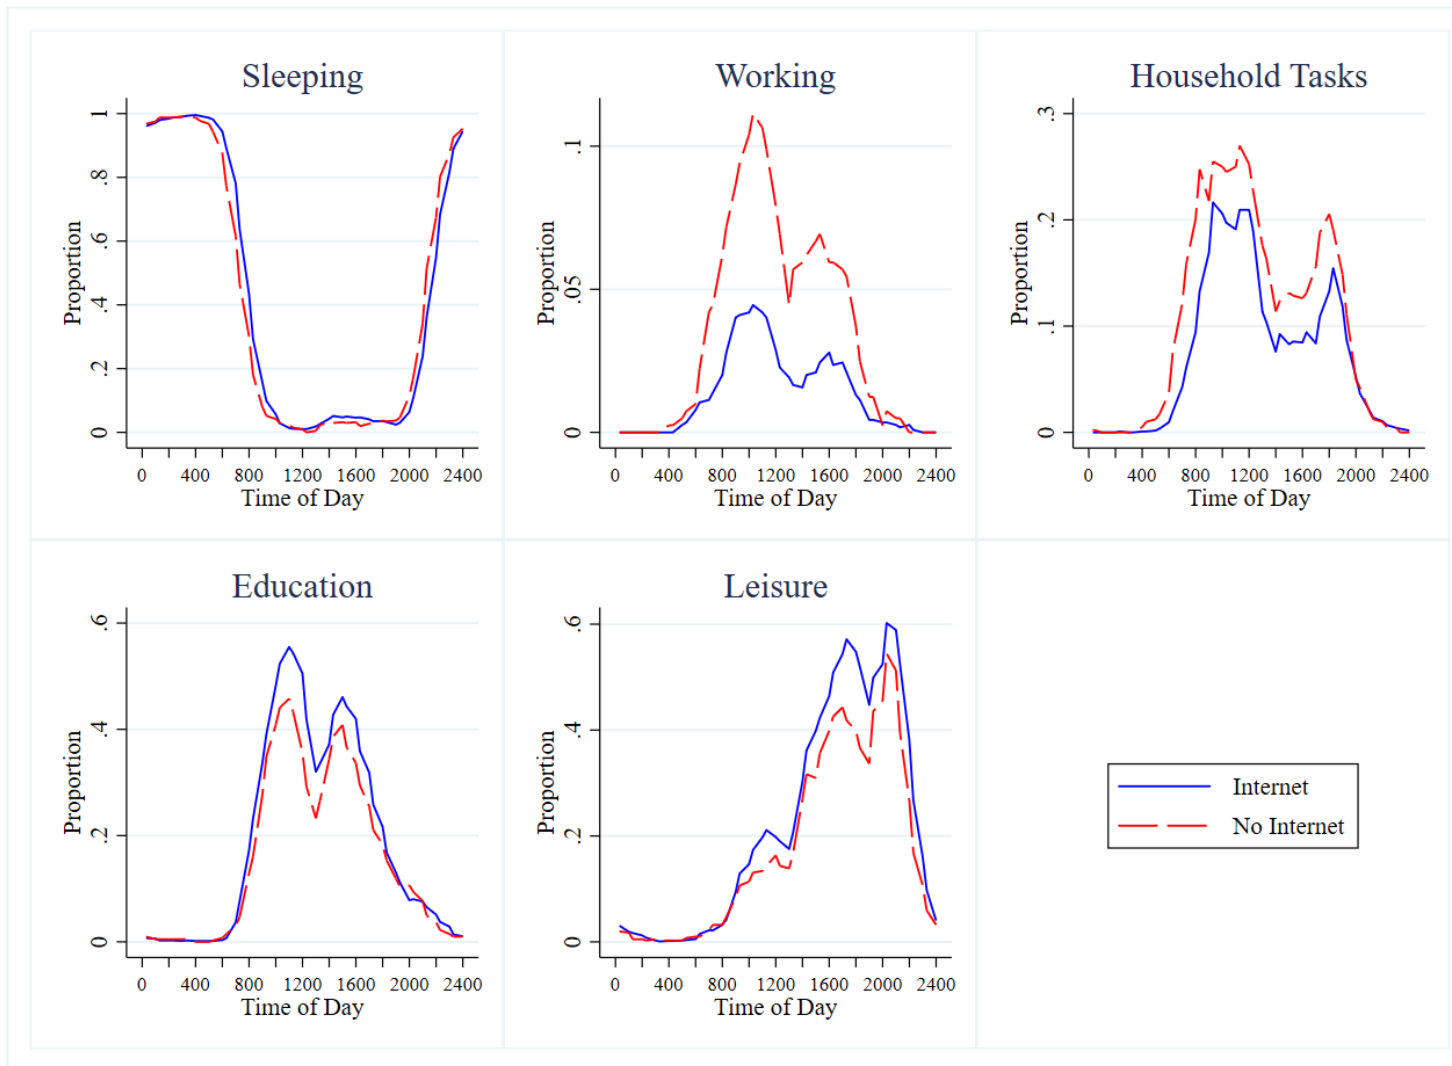 Sleeping
Proportion
1
.8
.6
.4
.2
0
0 400 800 1200 1600 2000 2400
Time of Day
Working
Proportion
.1
.05
0
0 400 800 1200 1600 2000 2400
Time of Day
Household Tasks
Proportion
.3
.2
.1
0
0 400 800 1200 1600 2000 2400
Time of Day
Education
Proportion
.6
.4
.2
0
0 400 800 1200 1600 2000 2400
Time of Day
Leisure
Proportion
.6
.4
.2
0
0 400 800 1200 1600 2000 2400
Time of Day
Internet
No Internet